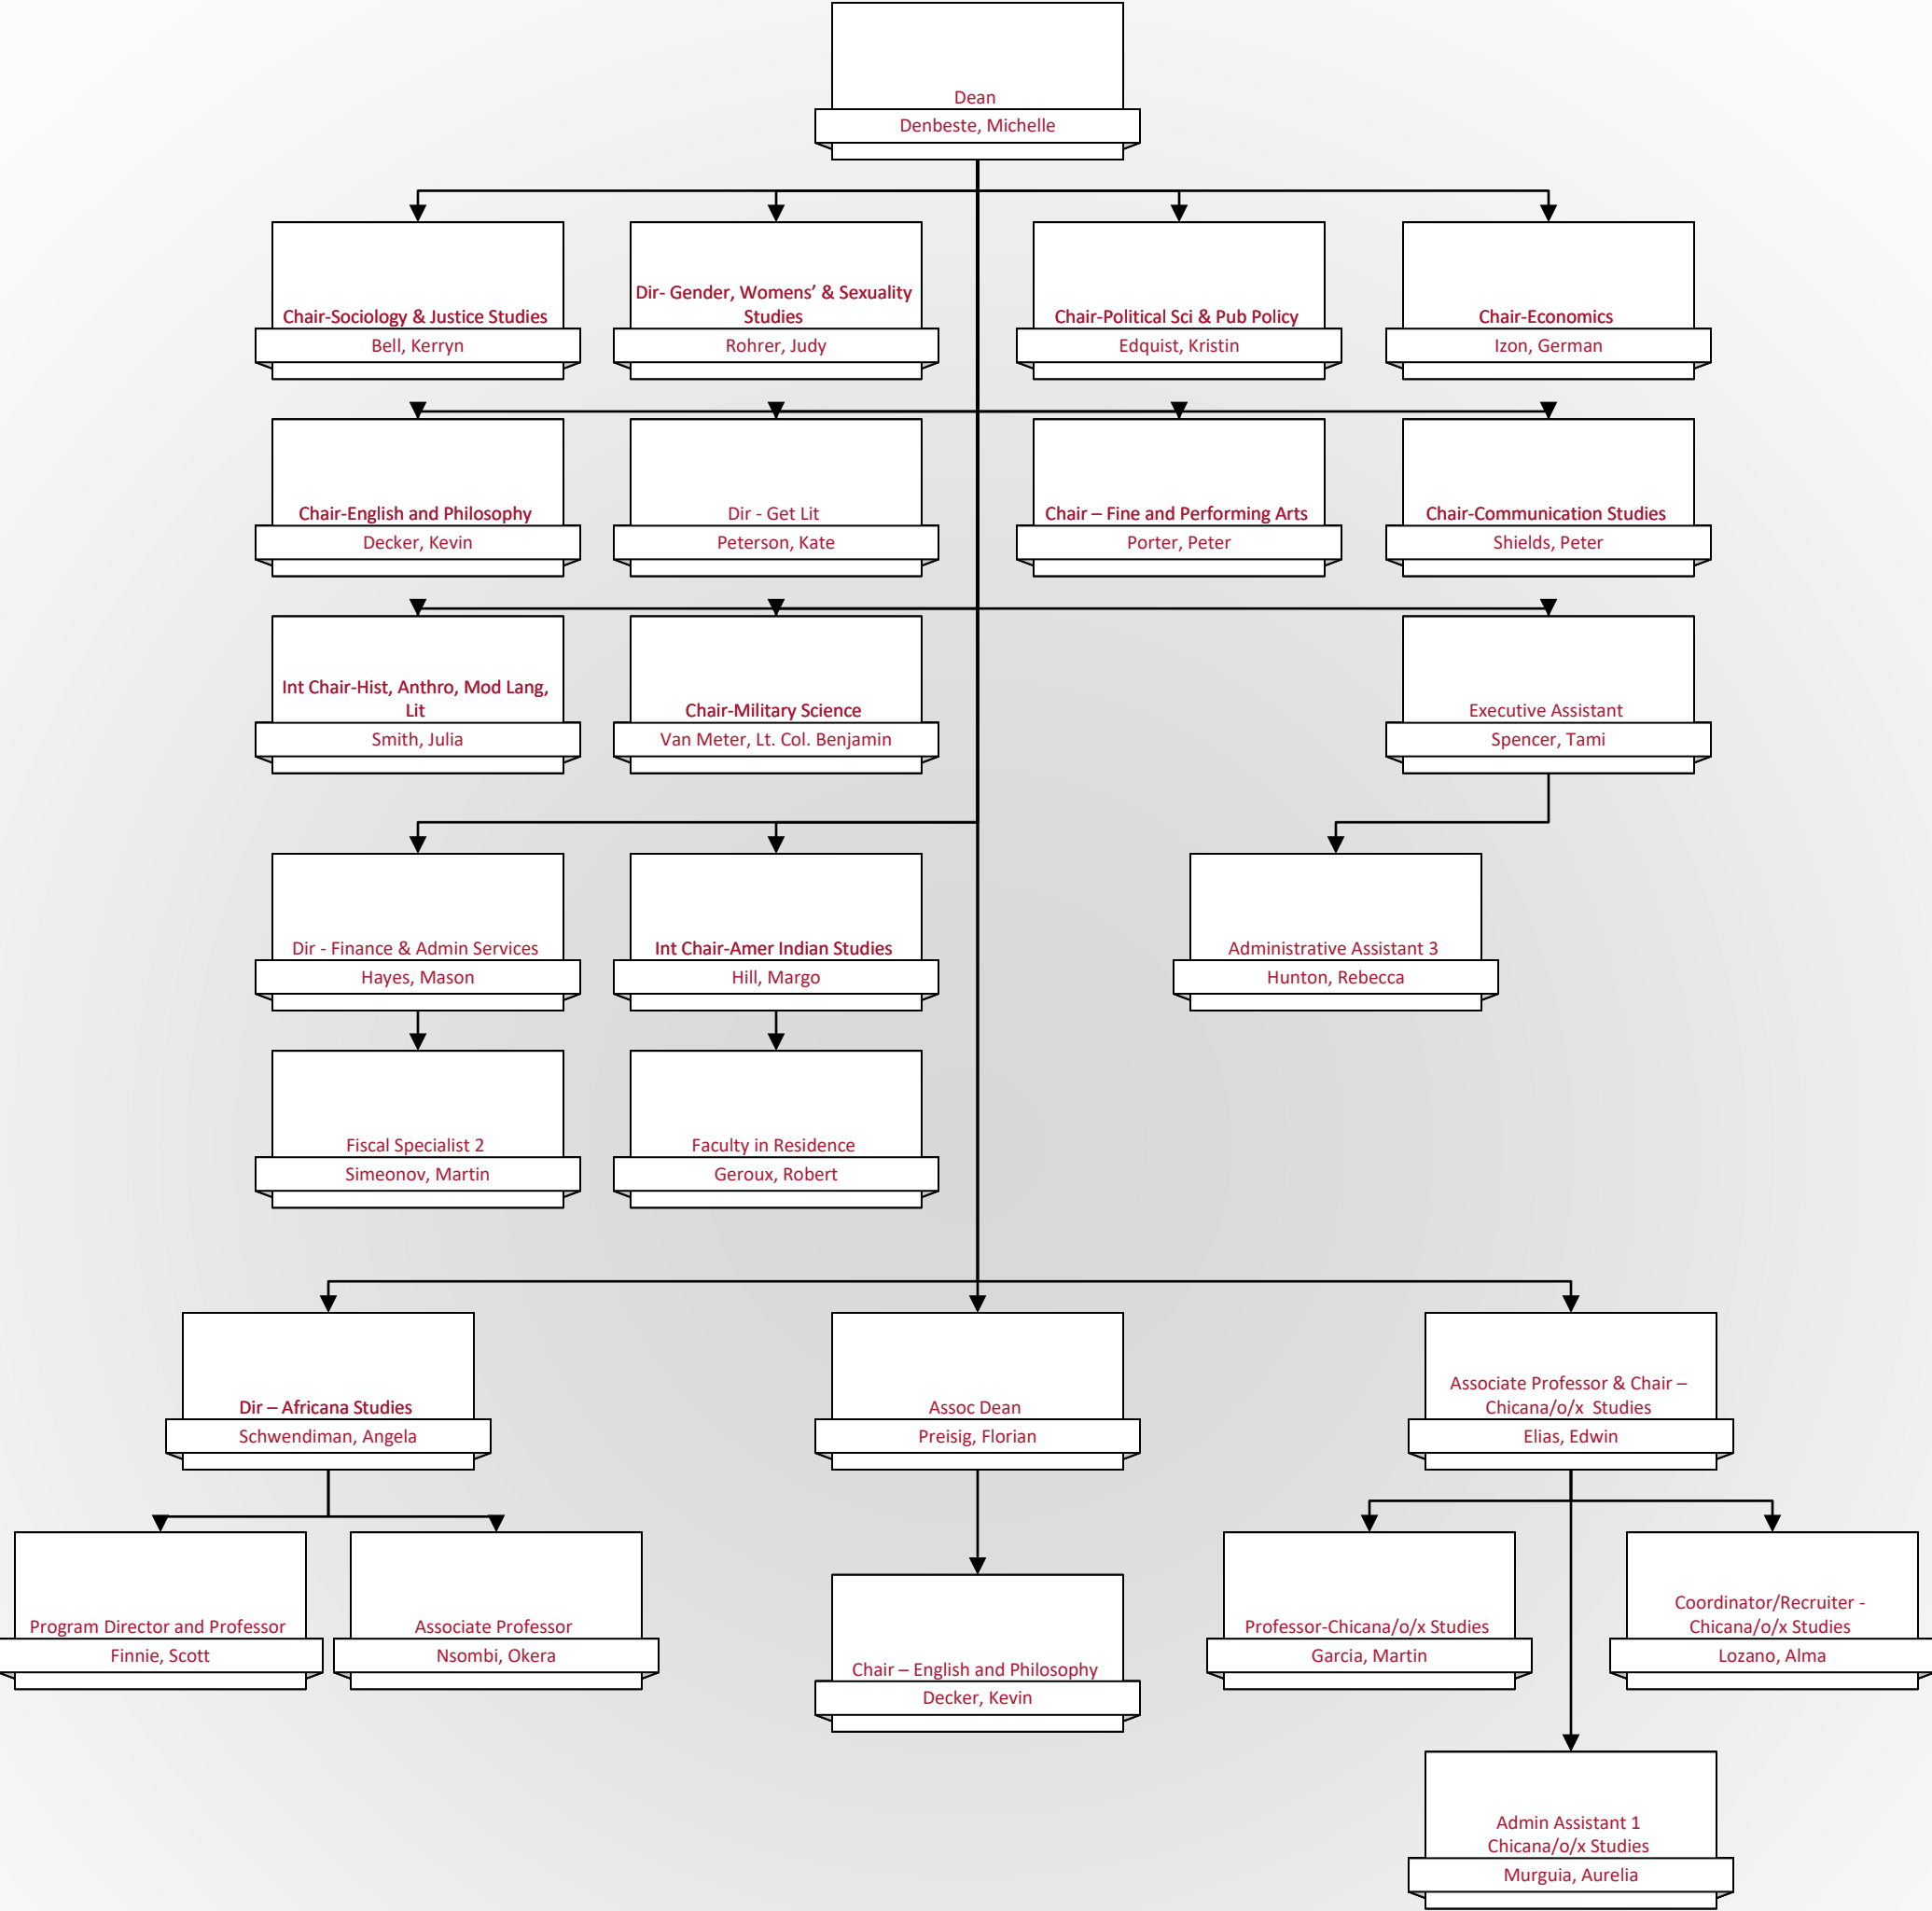 Dean
Denbeste, Michelle
Chair-Sociology & Justice Studies
Bell, Kerryn
Dir- Gender, Womens’ & Sexuality
Studies
Rohrer, Judy
Chair-Political Sci & Pub Policy
Edquist, Kristin
Chair-Economics
Izon, German
Chair-English and Philosophy
Decker, Kevin
Dir - Get Lit
Peterson, Kate
Chair – Fine and Performing Arts
Porter, Peter
Chair-Communication Studies
Shields, Peter
Int Chair-Hist, Anthro, Mod Lang,
Lit
Smith, Julia
Chair-Military Science
Van Meter, Lt. Col. Benjamin
Executive Assistant
Spencer, Tami
Dir - Finance & Admin Services
Hayes, Mason
Int Chair-Amer Indian Studies
Hill, Margo
Administrative Assistant 3
Hunton, Rebecca
Fiscal Specialist 2
Simeonov, Martin
Faculty in Residence
Geroux, Robert
Dir – Africana Studies
Schwendiman, Angela
Assoc Dean
Preisig, Florian
Associate Professor & Chair –
Chicana/o/x  Studies
Elias, Edwin
Program Director and Professor
Finnie, Scott
Associate Professor
Nsombi, Okera
Chair – English and Philosophy
Decker, Kevin
Professor-Chicana/o/x Studies
Garcia, Martin
Coordinator/Recruiter -
Chicana/o/x Studies
Lozano, Alma
Admin Assistant 1
Chicana/o/x Studies
Murguia, Aurelia